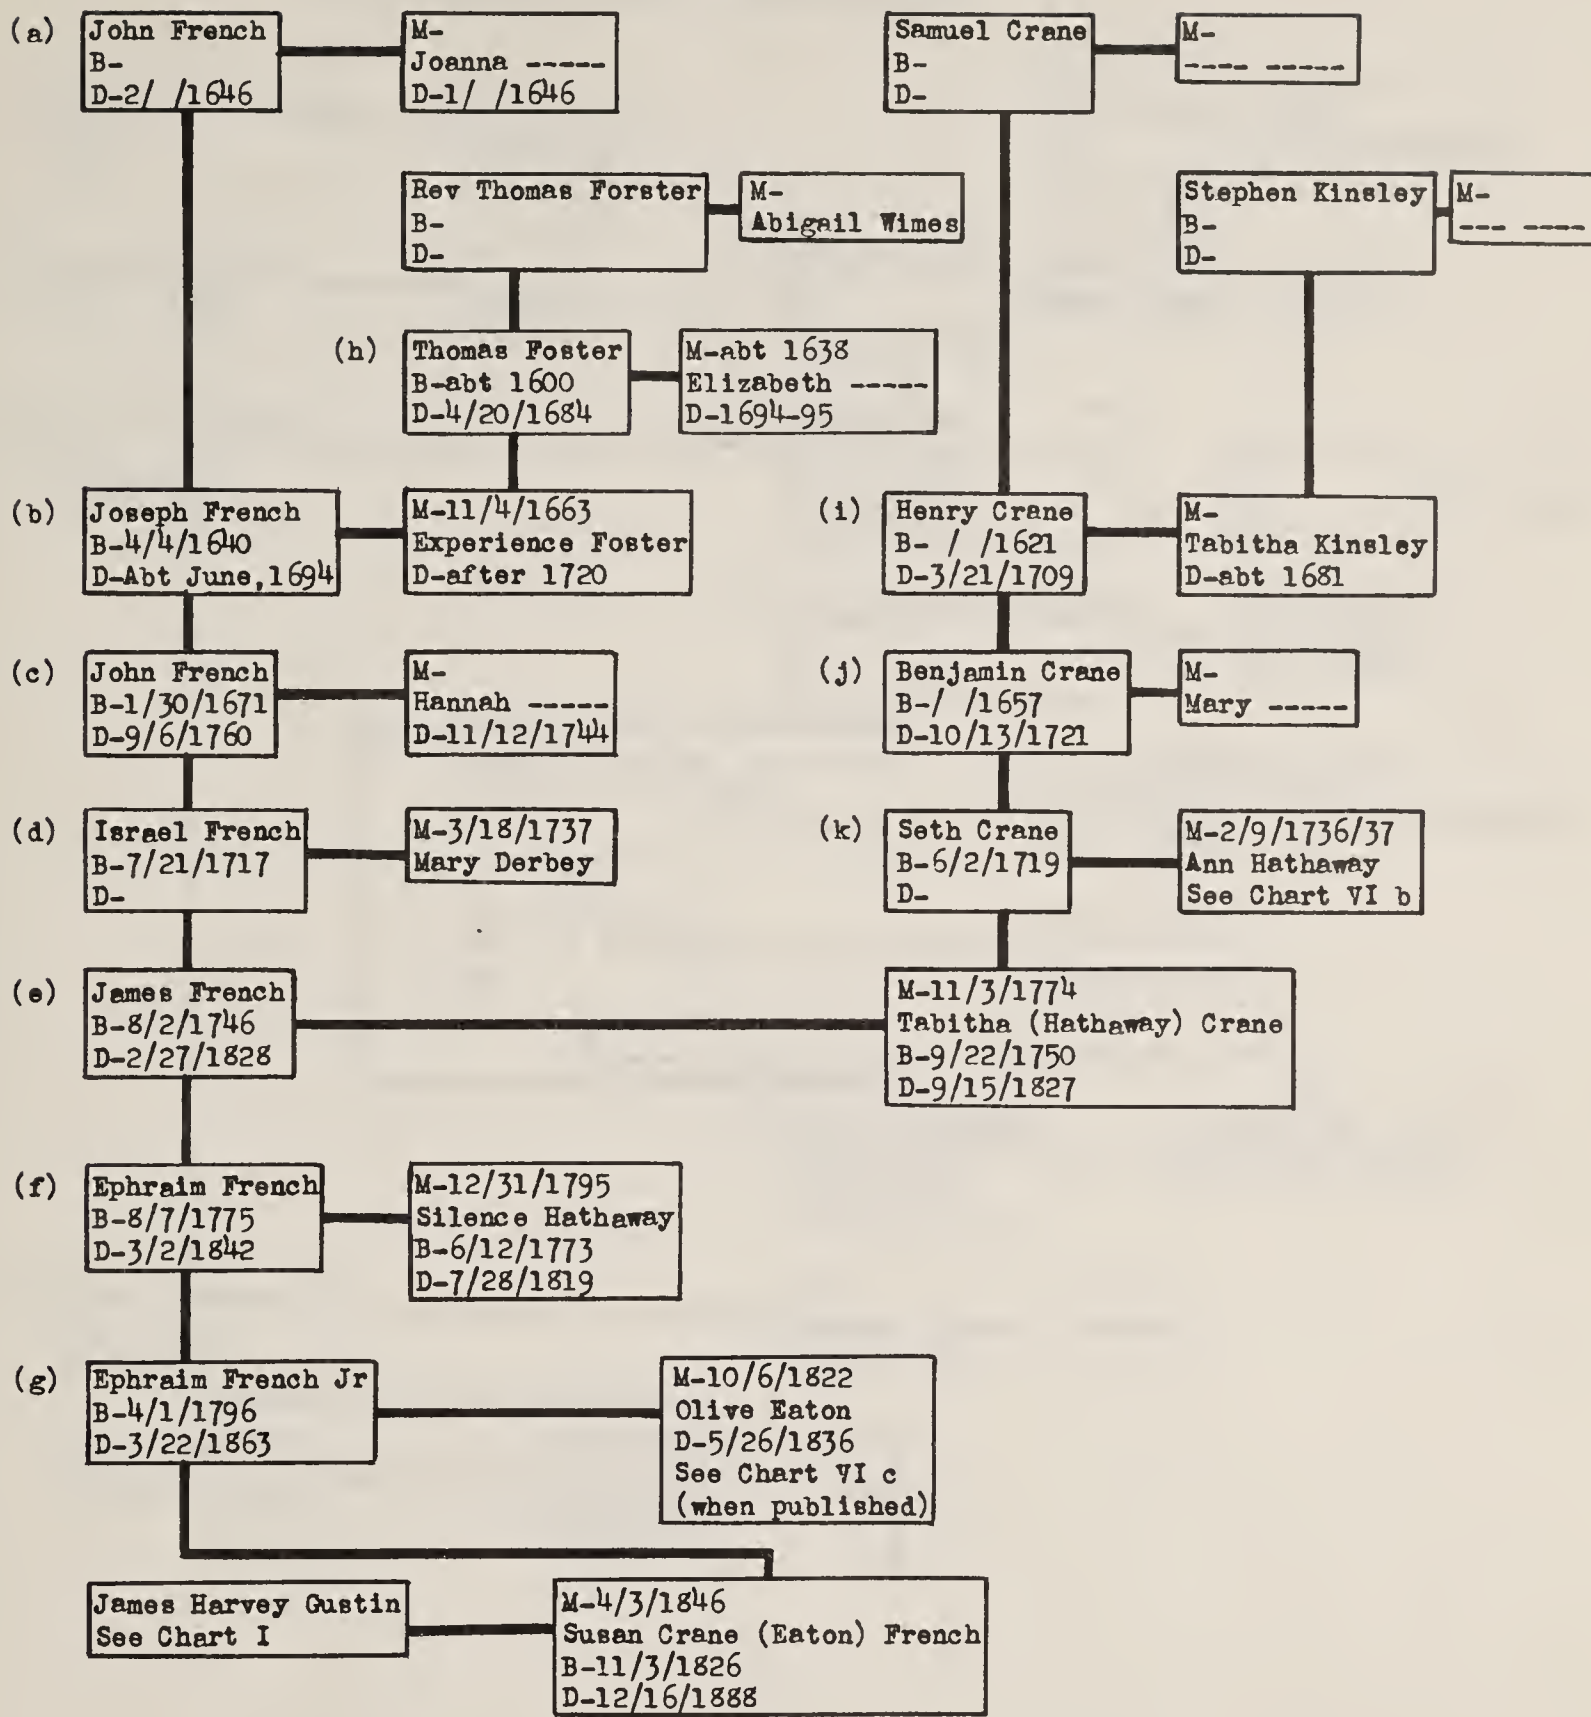 (a)
John French
B-
D-2/ /1646
M-
Joanna -----
D-1/ /1646
Samuel Crane
B-
D-
M-
---- -----
Rev Thomas Forster
B-
D-
M-
Abigail Wimes
Stephen Kinsley
B-
D-
M-
--- ----
(h)
Thomas Foster
B-abt 1600
D-4/20/1684
M-abt 1638
Elizabeth -----
D-1694-95
(b)
Joseph French
B-4/4/1640
D-Abt June,1694
M-11/4/1663
Experience Foster
D-after 1720
(i)
Henry Crane
B- / /1621
D-3/21/1709
M-
Tabitha Kinsley
D-abt 1681
(c)
John French
B-1/30/1671
D-9/6/1760
M-
Hannah -----
D-11/12/1744
(j)
Benjamin Crane
B-/ /1657
D-10/13/1721
M-
Mary -----
(d)
Israel French
B-7/21/1717
D-
M-3/18/1737
Mary Derbey
(k)
Seth Crane
B-6/2/1719
D-
M-2/9/1736/37
Ann Hathaway
See Chart VI b
(e)
James French
B-8/2/1746
D-2/27/1828
M-11/3/1774
Tabitha (Hathaway) Crane
B-9/22/1750
D-9/15/1827
(f)
Ephraim French
B-8/7/1775
D-3/2/1842
M-12/31/1795
Silence Hathaway
B-6/12/1773
D-7/28/1819
(g)
Ephraim French Jr
B-4/1/1796
D-3/22/1863
M-10/6/1822
Olive Eaton
D-5/26/1836
See Chart VI c
(when published)
James Harvey Gustin
See Chart I
M-4/3/1846
Susan Crane (Eaton) French
B-11/3/1826
D-12/16/1888